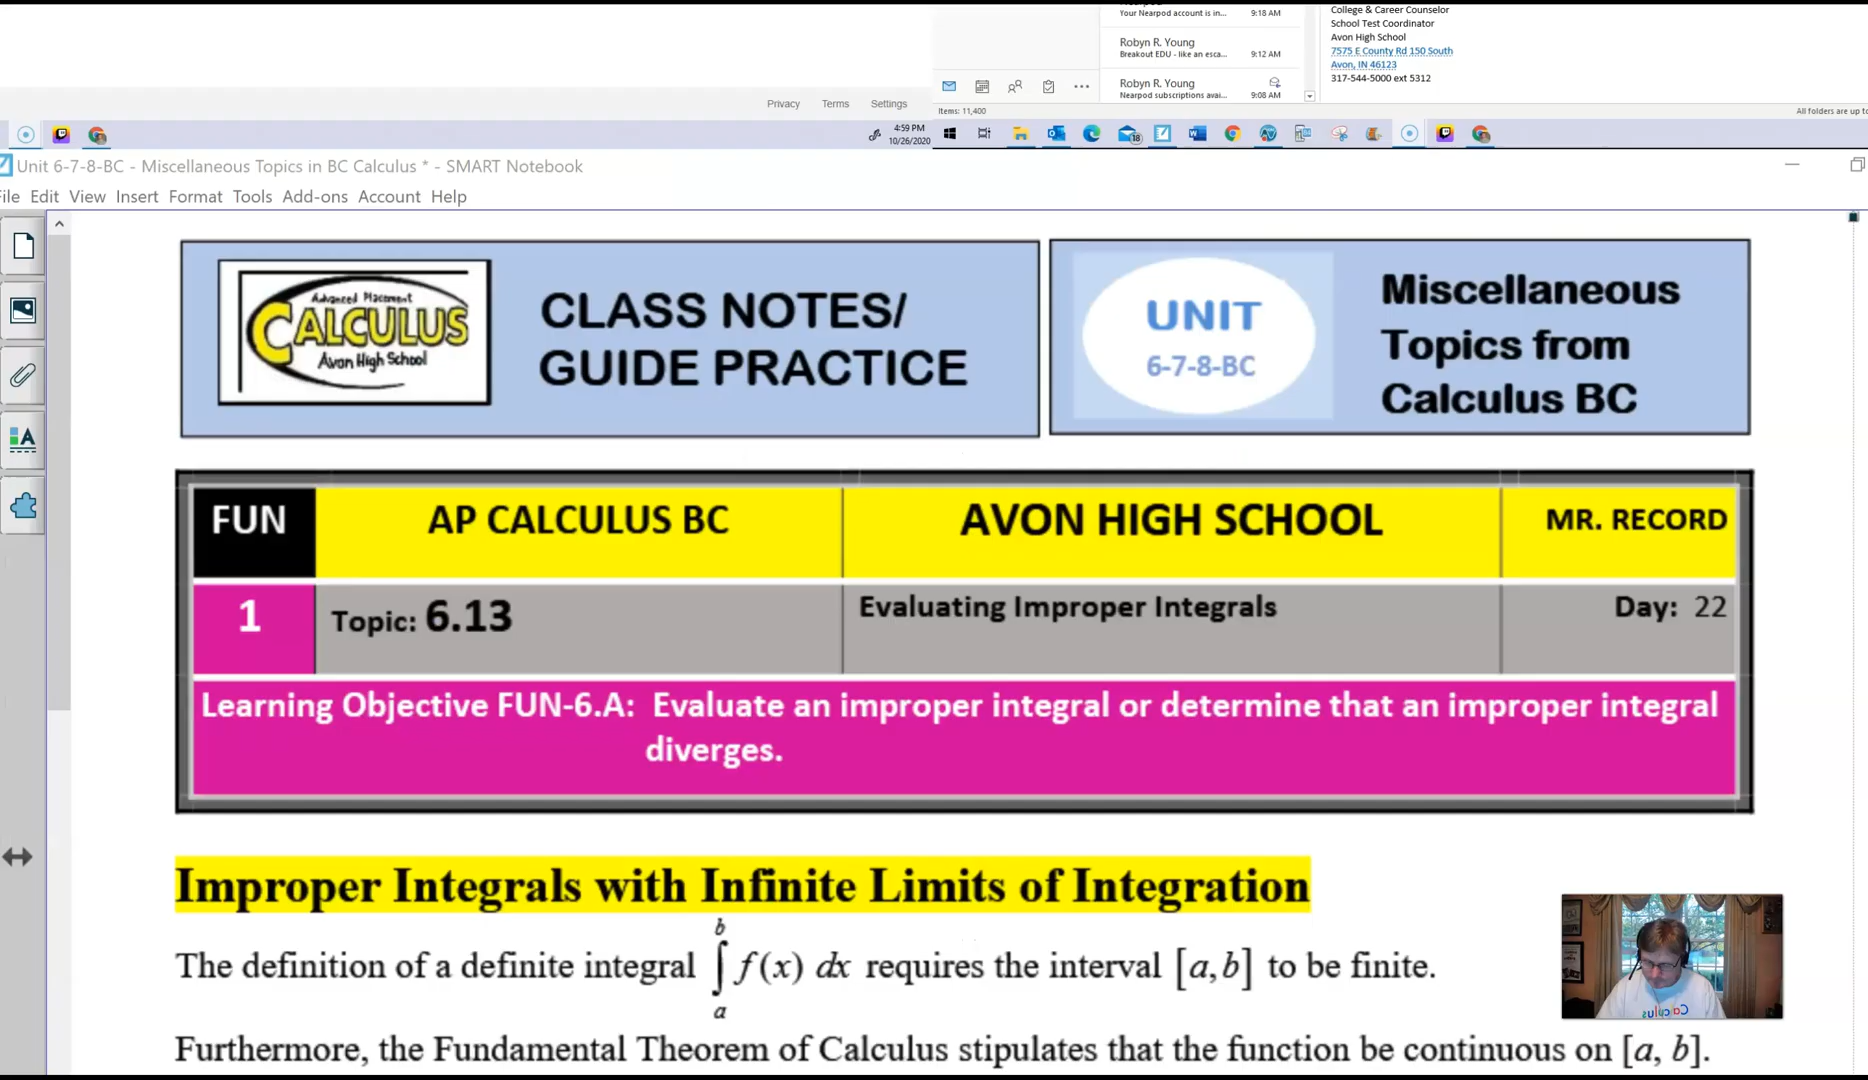 Your Nearpod account is in... 9:18 AM
Robyn R. Young
Breakout EDU - like an esca... 9:12 AM
Robyn R. Young
Nearpod subscriptions avai... 9:08 AM
College & Career Counselor
School Test Coordinator
Avon High School
7575 E County Rd 150 South
Avon, IN 46123
317-544-5000 ext 5312
Privacy Terms Settings
Items: 11,400
All folders are up to
4:59 PM
10/26/2020
18
Unit 6-7-8-BC - Miscellaneous Topics in BC Calculus * - SMART Notebook
File Edit View Insert Format Tools Add-ons Account Help
Advanced Placement
CALCULUS
Avon High School
CLASS NOTES/
GUIDE PRACTICE
UNIT
6-7-8-BC
Miscellaneous
Topics from
Calculus BC
FUN AP CALCULUS BC AVON HIGH SCHOOL MR. RECORD
1 Topic: 6.13 Evaluating Improper Integrals Day: 22
Learning Objective FUN-6.A: Evaluate an improper integral or determine that an improper integral
diverges.
Improper Integrals with Infinite Limits of Integration
The definition of a definite integral ∫_a^b f(x) dx requires the interval [a,b] to be finite.
Furthermore, the Fundamental Theorem of Calculus stipulates that the function be continuous on [a, b].
Calculus